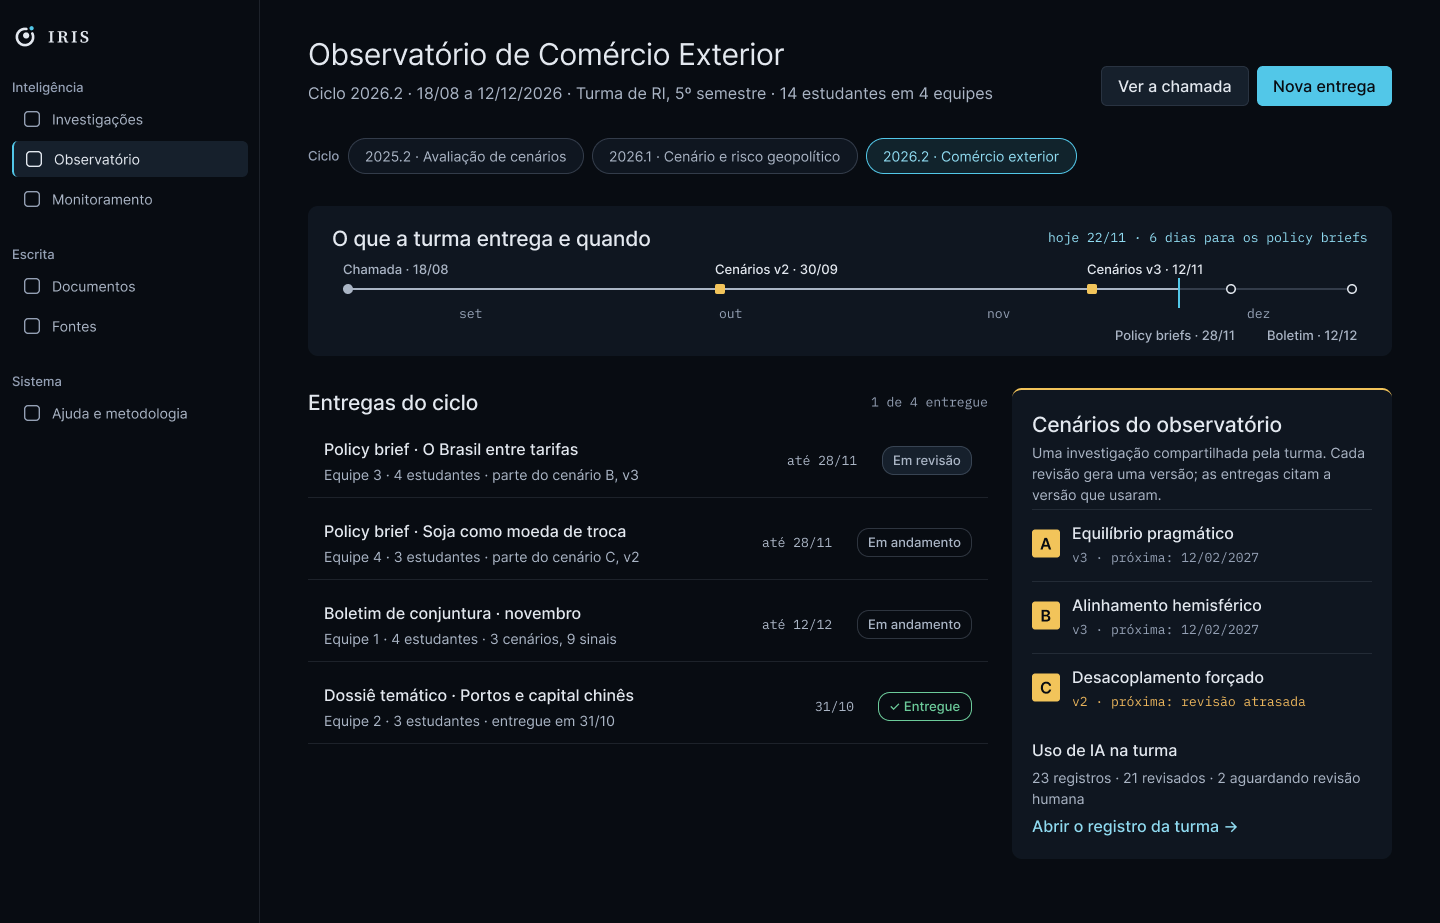 IRIS
Inteligência
Investigações
Observatório
Monitoramento
Escrita
Documentos
Fontes
Sistema
Ajuda e metodologia
Observatório de Comércio Exterior
Ciclo 2026.2 · 18/08 a 12/12/2026 · Turma de RI, 5º semestre · 14 estudantes em 4 equipes
Ver a chamada
Nova entrega
Ciclo
2025.2 · Avaliação de cenários
2026.1 · Cenário e risco geopolítico
2026.2 · Comércio exterior
O que a turma entrega e quando
hoje 22/11 · 6 dias para os policy briefs
Chamada · 18/08
Cenários v2 · 30/09
Cenários v3 · 12/11
set
out
nov
dez
Policy briefs · 28/11
Boletim · 12/12
Entregas do ciclo
1 de 4 entregue
Policy brief · O Brasil entre tarifas
Equipe 3 · 4 estudantes · parte do cenário B, v3
até 28/11
Em revisão
Policy brief · Soja como moeda de troca
Equipe 4 · 3 estudantes · parte do cenário C, v2
até 28/11
Em andamento
Boletim de conjuntura · novembro
Equipe 1 · 4 estudantes · 3 cenários, 9 sinais
até 12/12
Em andamento
Dossiê temático · Portos e capital chinês
Equipe 2 · 3 estudantes · entregue em 31/10
31/10
✓ Entregue
Cenários do observatório
Uma investigação compartilhada pela turma. Cada
revisão gera uma versão; as entregas citam a
versão que usaram.
A
Equilíbrio pragmático
v3 · próxima: 12/02/2027
B
Alinhamento hemisférico
v3 · próxima: 12/02/2027
C
Desacoplamento forçado
v2 · próxima: revisão atrasada
Uso de IA na turma
23 registros · 21 revisados · 2 aguardando revisão
humana
Abrir o registro da turma →